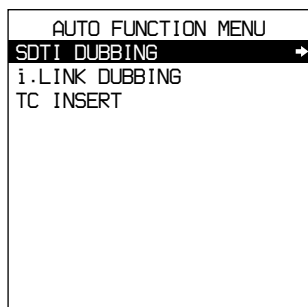 AUTO FUNCTION MENU
SDTI DUBBING
i.LINK DUBBING
TC INSERT